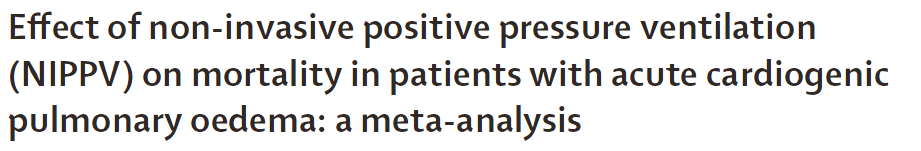 Effect of non-invasive positive pressure ventilation
(NIPPV) on mortality in patients with acute cardiogenic
pulmonary oedema: a meta-analysis